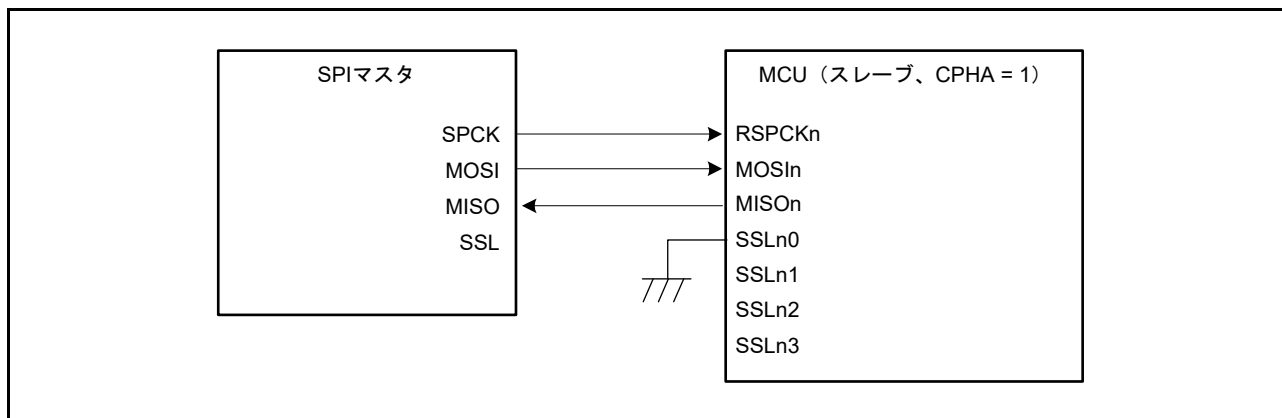 SPIマスタ
SPCK
MOSI
MISO
SSL
MCU（スレーブ、CPHA = 1）
RSPCKn
MOSIn
MISOn
SSLn0
SSLn1
SSLn2
SSLn3